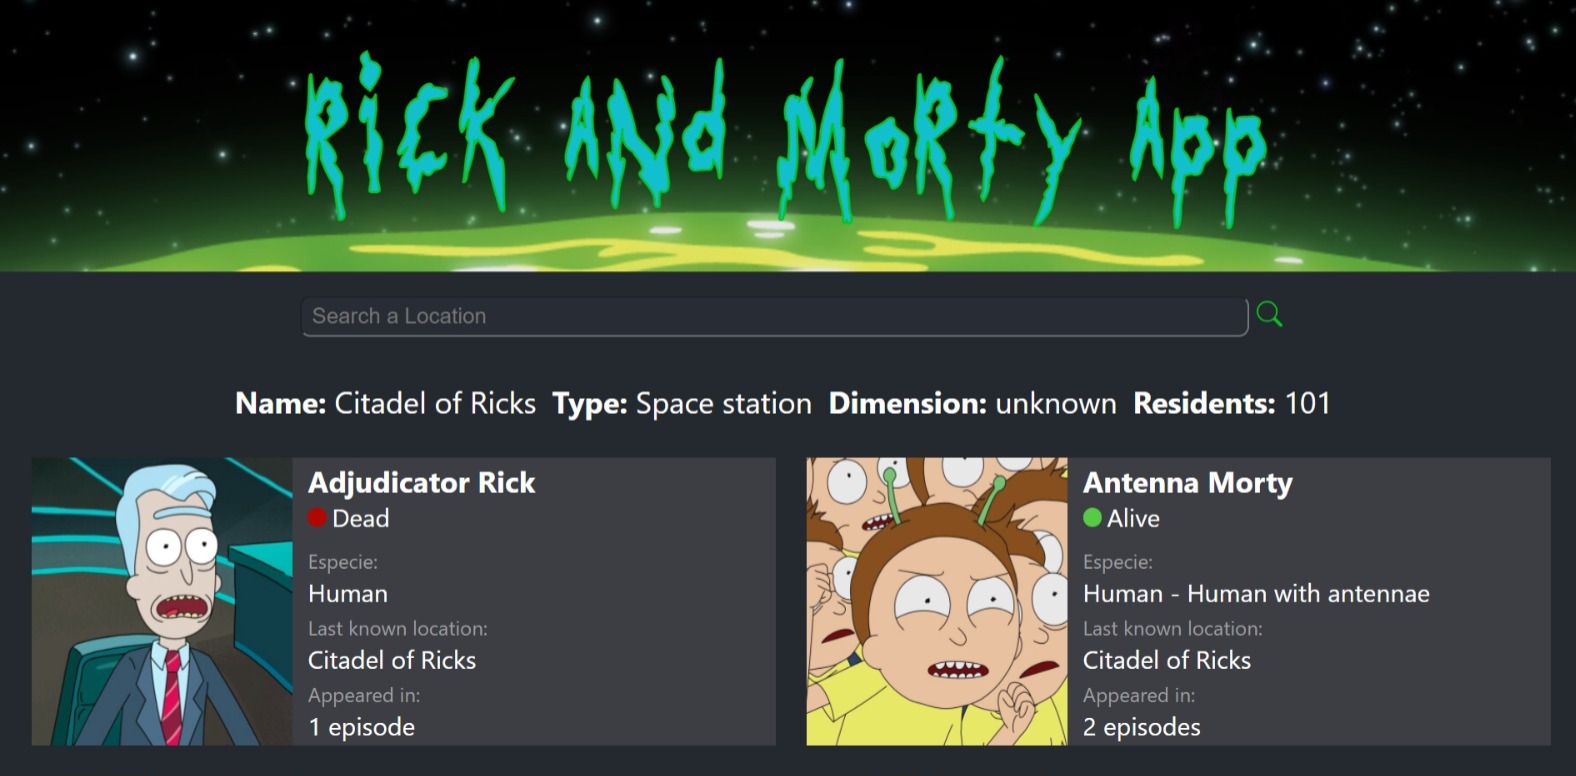 Rick And Morty App
Search a Location
Name: Citadel of Ricks Type: Space station Dimension: unknown Residents: 101
Adjudicator Rick
Dead
Especie:
Human
Last known location:
Citadel of Ricks
Appeared in:
1 episode
Antenna Morty
Alive
Especie:
Human - Human with antennae
Last known location:
Citadel of Ricks
Appeared in:
2 episodes